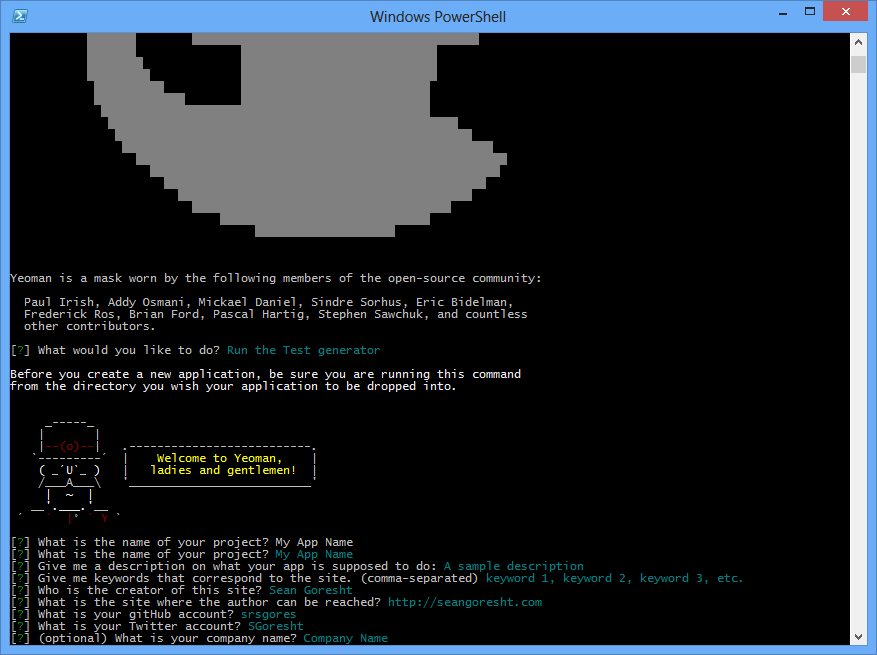 Windows PowerShell
Yeoman is a mask worn by the following members of the open-source community:
Paul Irish, Addy Osmani, Mickael Daniel, Sindre Sorhus, Eric Bidelman,
Frederick Ros, Brian Ford, Pascal Hartig, Stephen Sawchuk, and countless
other contributors.
[?] What would you like to do? Run the Test generator
Before you create a new application, be sure you are running this command
from the directory you wish your application to be dropped into.
Welcome to Yeoman,
ladies and gentlemen!
[?] What is the name of your project? My App Name
[?] What is the name of your project? My App Name
[?] Give me a description on what your app is supposed to do: A sample description
[?] Give me keywords that correspond to the site. (comma-separated) keyword 1, keyword 2, keyword 3, etc.
[?] Who is the creator of this site? Sean Goresht
[?] What is the site where the author can be reached? http://seangoresht.com
[?] What is your gitHub account? srsgores
[?] What is your Twitter account? SGoresht
[?] (optional) What is your company name? Company Name